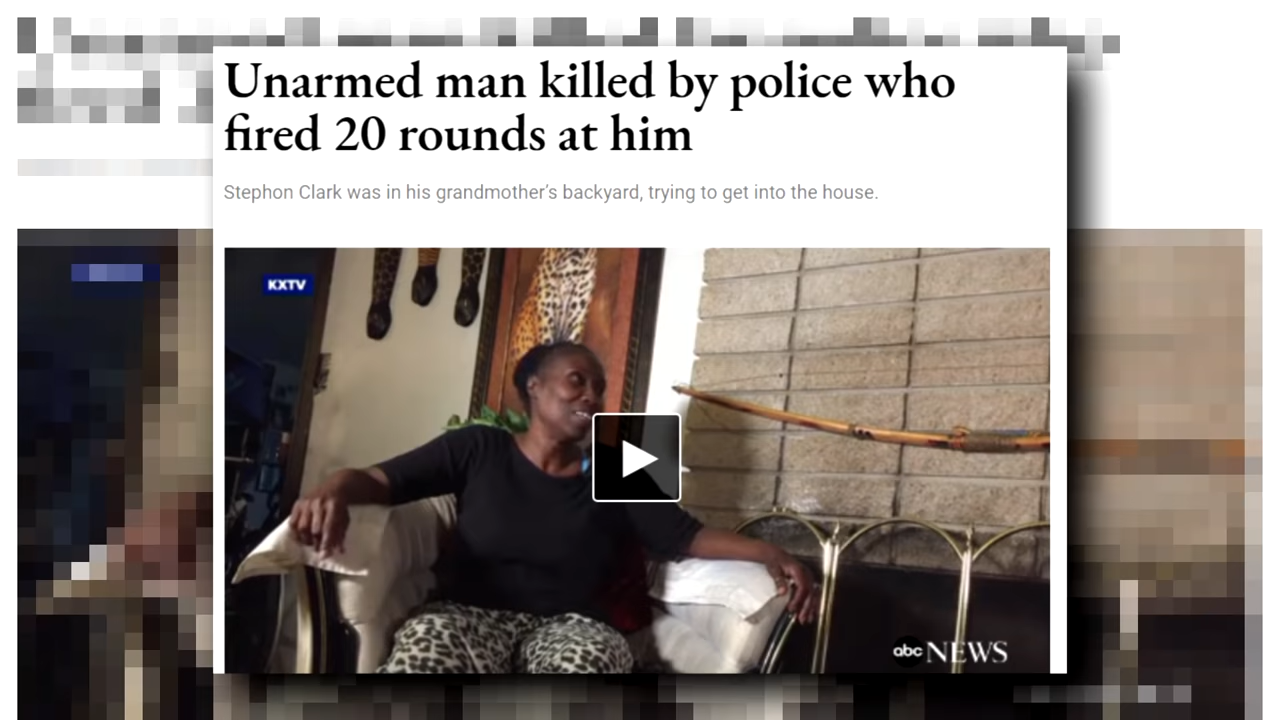 Unarmed man killed by police who
fired 20 rounds at him
Stephon Clark was in his grandmother's backyard, trying to get into the house.
KXTV
abc NEWS